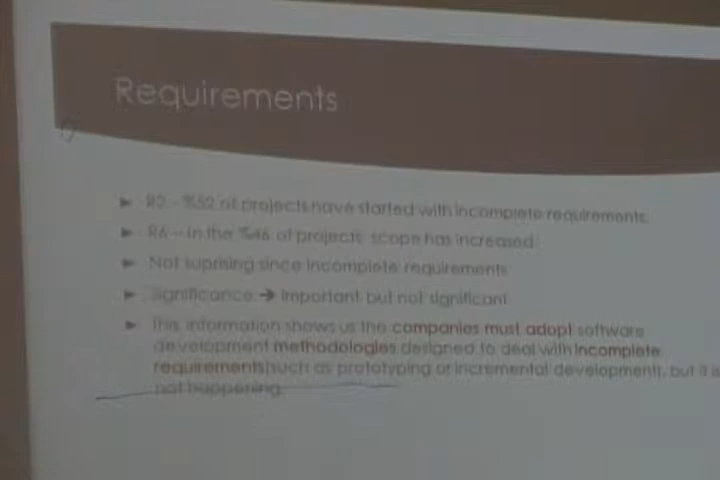 Requirements
R2 - %52 of projects have started with incomplete requirements.
R6 - In the %46 of projects, scope has increased.
Not suprising since incomplete requirements
Significance → Important but not significant
This information shows us the companies must adopt software
development methodologies designed to deal with incomplete
requirements(such as prototyping or incremental development), but it
not happening.